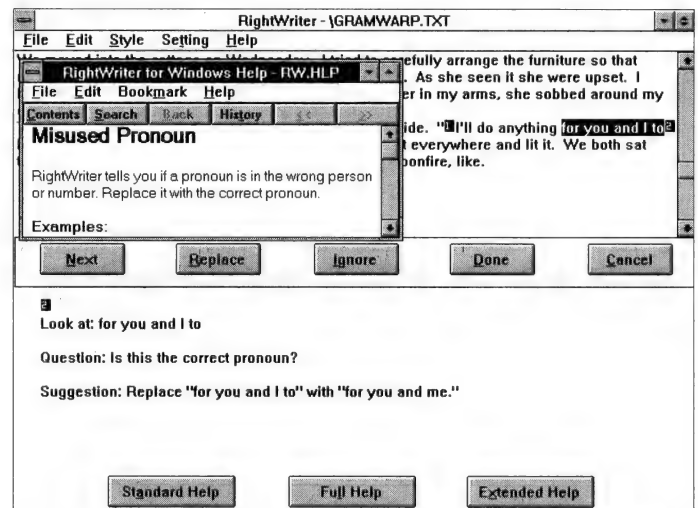 RightWriter - \GRAMWARP.TXT
File Edit Style Setting Help
efully arrange the furniture so that
RightWriter for Windows Help - RW.HLP
. As she seen it she were upset. I
File Edit Bookmark Help
er in my arms, she sobbed around my
Contents Search Back History << >>
Misused Pronoun
ide. "1I'll do anything for you and I to2
t everywhere and lit it. We both sat
bonfire, like.
RightWriter tells you if a pronoun is in the wrong person
or number. Replace it with the correct pronoun.
Examples:
Next Replace Ignore Done Cancel
2
Look at: for you and I to
Question: Is this the correct pronoun?
Suggestion: Replace "for you and I to" with "for you and me."
Standard Help Full Help Extended Help